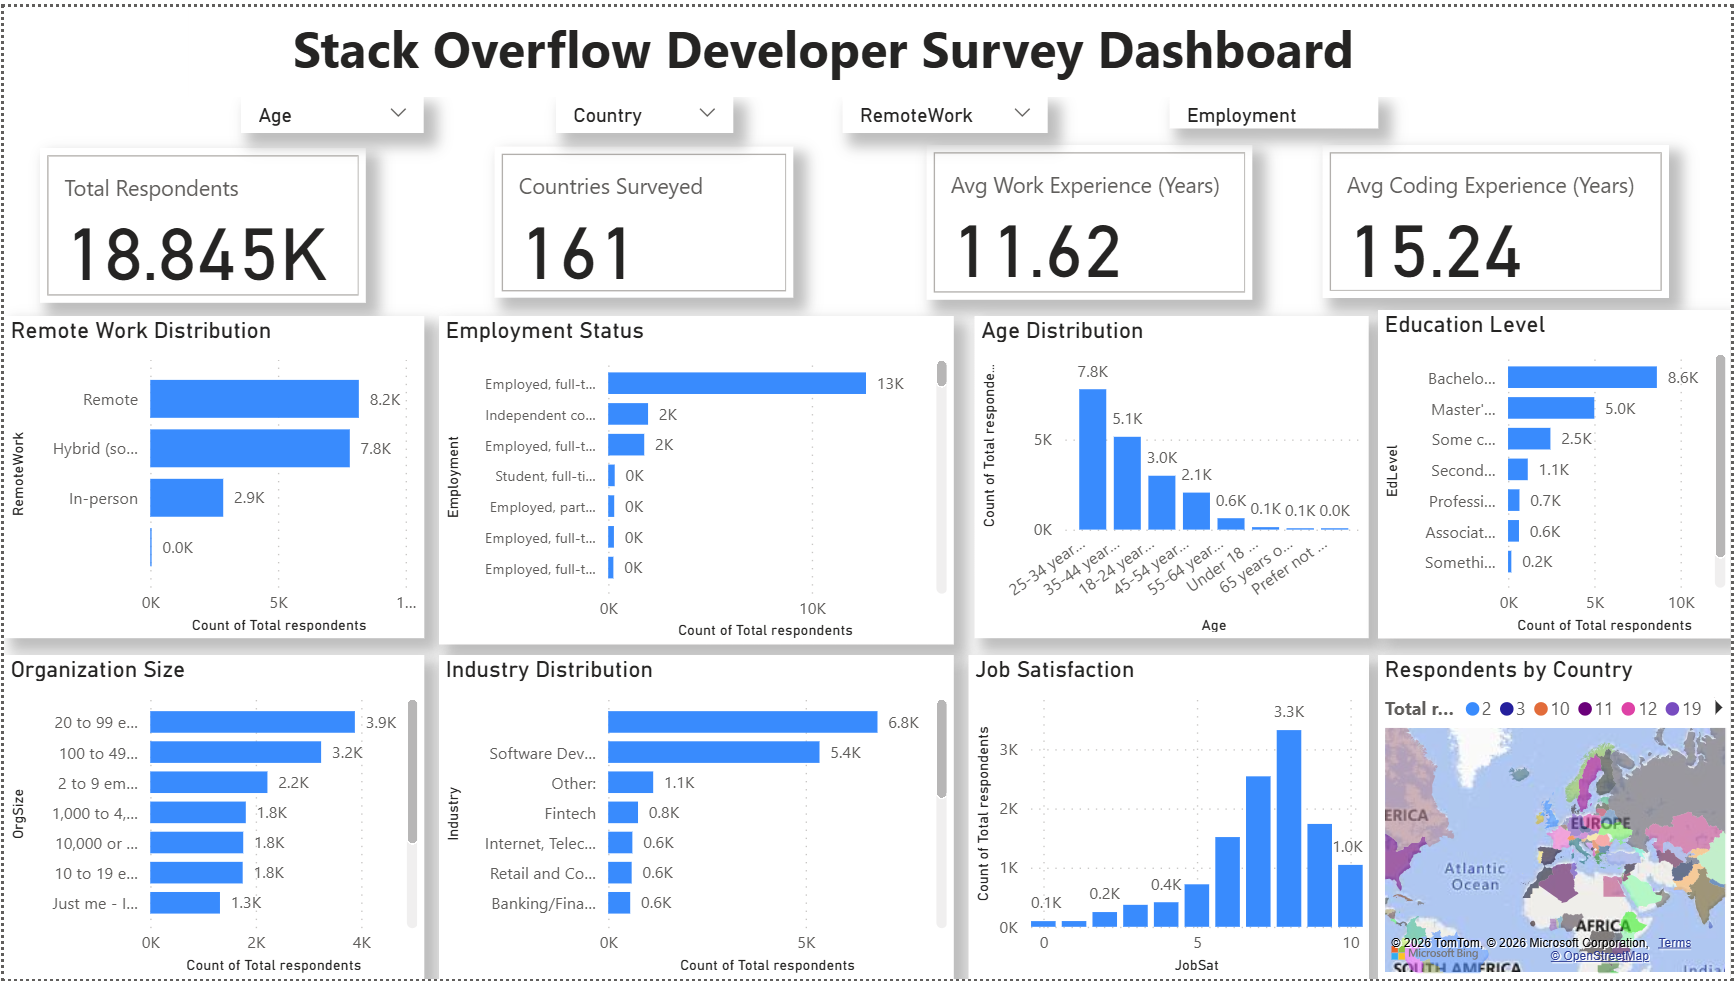 Stack Overflow Developer Survey Dashboard
Age
Country
RemoteWork
Employment
Total Respondents
18.845K
Countries Surveyed
161
Avg Work Experience (Years)
11.62
Avg Coding Experience (Years)
15.24
Remote Work Distribution
RemoteWork
Remote
8.2K
Hybrid (so...
7.8K
In-person
2.9K
0.0K
0K 5K 1...
Count of Total respondents
Employment Status
Employment
Employed, full-t...
13K
Independent co...
2K
Employed, full-t...
2K
Student, full-ti...
0K
Employed, part...
0K
Employed, full-t...
0K
Employed, full-t...
0K
0K 10K
Count of Total respondents
Age Distribution
Count of Total responde...
5K
0K
7.8K
5.1K
3.0K
2.1K
0.6K
0.1K
0.1K
0.0K
25-34 year...
35-44 year...
18-24 year...
45-54 year...
55-64 year...
Under 18 ...
65 years o...
Prefer not ...
Age
Education Level
EdLevel
Bachelo...
8.6K
Master'...
5.0K
Some c...
2.5K
Second...
1.1K
Professi...
0.7K
Associat...
0.6K
Somethi...
0.2K
0K 5K 10K
Count of Total respondents
Organization Size
OrgSize
20 to 99 e...
3.9K
100 to 49...
3.2K
2 to 9 em...
2.2K
1,000 to 4,...
1.8K
10,000 or ...
1.8K
10 to 19 e...
1.8K
Just me - I...
1.3K
0K 2K 4K
Count of Total respondents
Industry Distribution
Industry
6.8K
Software Dev...
5.4K
Other:
1.1K
Fintech
0.8K
Internet, Telec...
0.6K
Retail and Co...
0.6K
Banking/Fina...
0.6K
0K 5K
Count of Total respondents
Job Satisfaction
Count of Total respondents
3K
2K
1K
0K
0.1K
0.2K
0.4K
3.3K
1.0K
0 5 10
JobSat
Respondents by Country
Total r... 2 3 10 11 12 19
ERICA
EUROPE
Atlantic
Ocean
AFRICA
© 2026 TomTom, © 2026 Microsoft Corporation, Terms
Microsoft Bing
© OpenStreetMap
SOUTH AMERICA
India